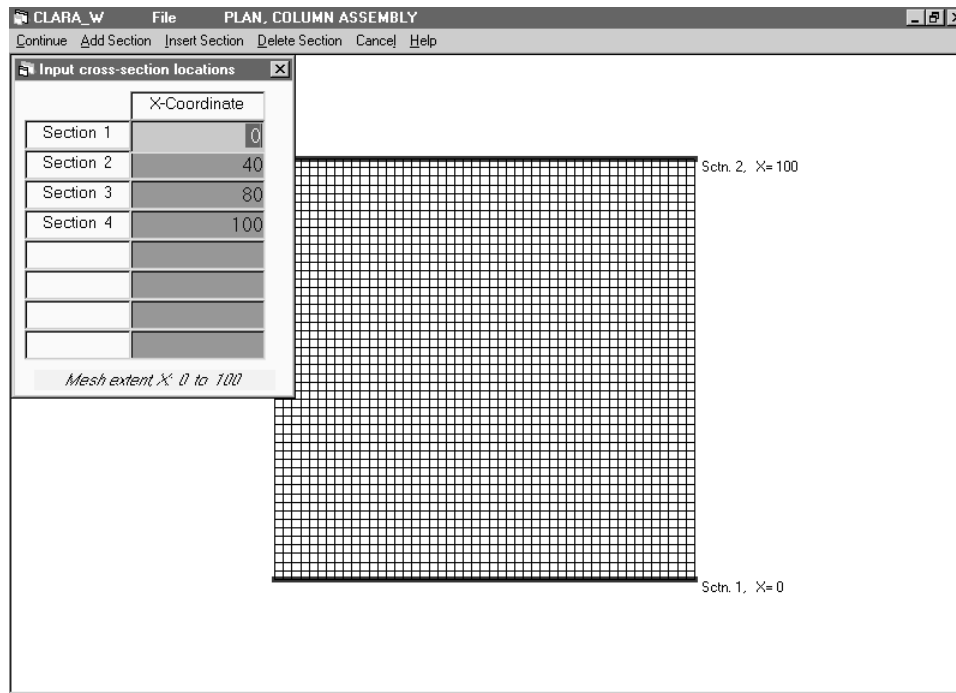 CLARA_W File PLAN, COLUMN ASSEMBLY
Continue Add Section Insert Section Delete Section Cancel Help
Input cross-section locations
X-Coordinate
Section 1 0
Section 2 40
Section 3 80
Section 4 100
Mesh extent X: 0 to 100
Sctn. 2, X= 100
Sctn. 1, X= 0